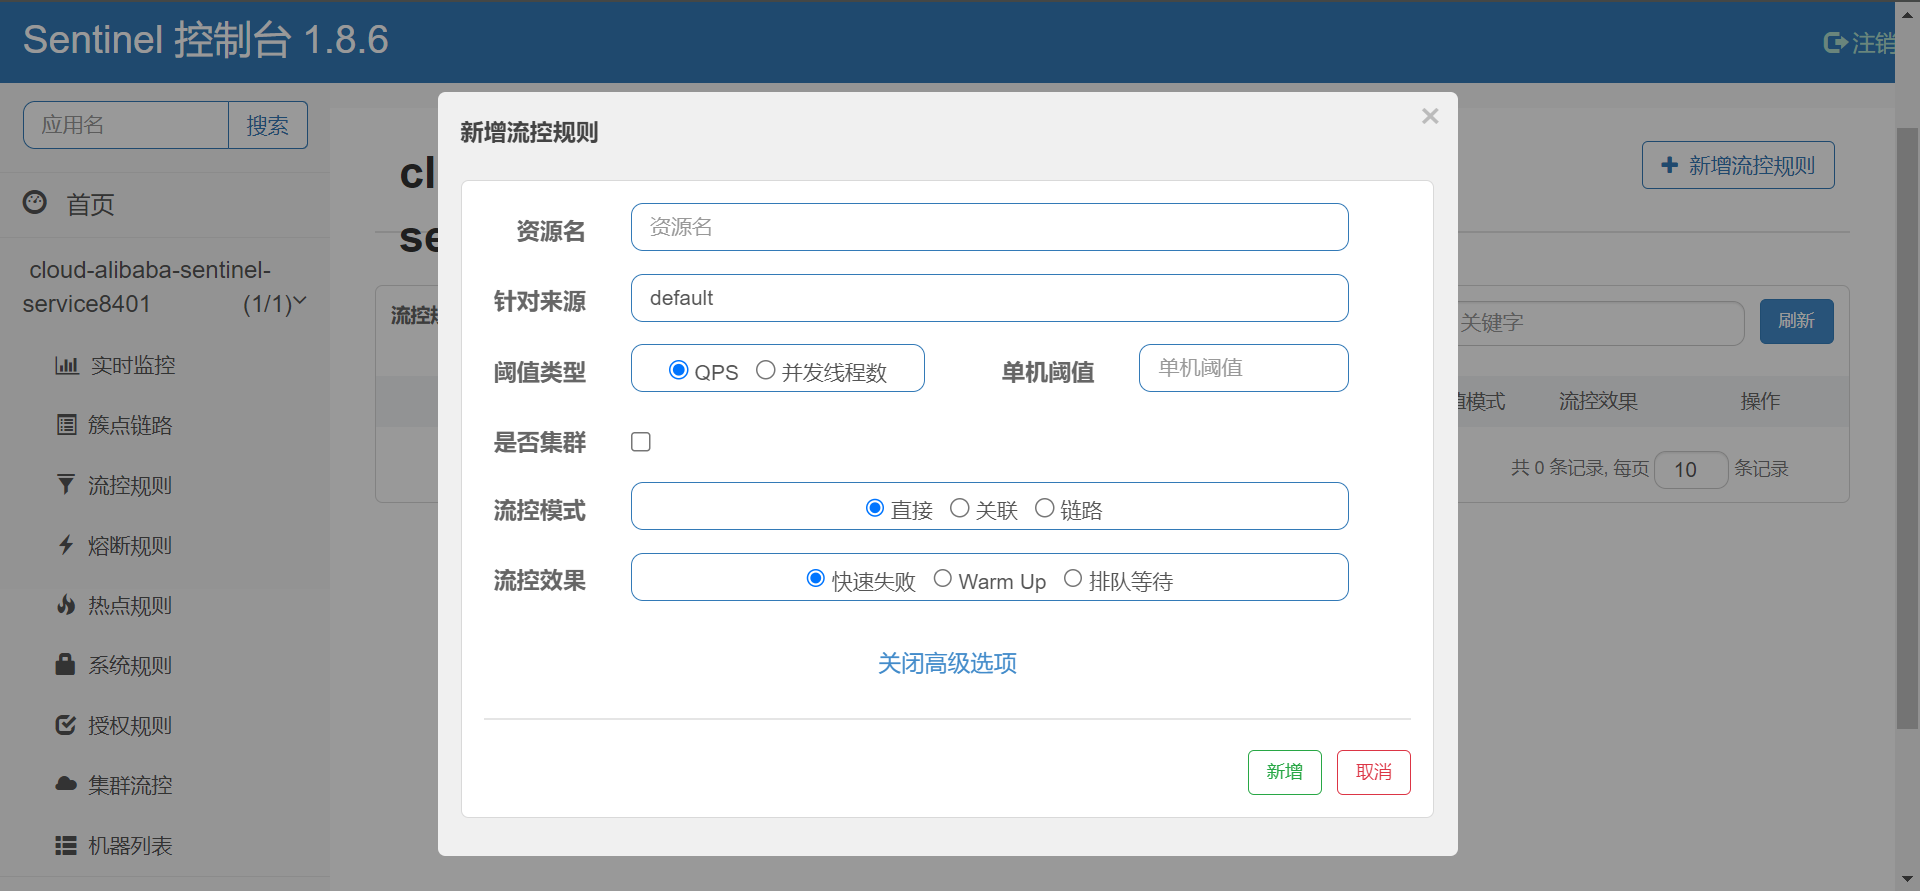 Sentinel 控制台 1.8.6
注销
应用名
搜索
首页
cloud-alibaba-sentinel-
service8401 (1/1)
实时监控
簇点链路
流控规则
熔断规则
热点规则
系统规则
授权规则
集群流控
机器列表
cl
se
新增流控规则
流控规
关键字
刷新
值模式 流控效果 操作
共 0 条记录, 每页 10 条记录
新增流控规则
×
资源名 资源名
针对来源 default
阈值类型 QPS 并发线程数 单机阈值 单机阈值
是否集群
流控模式 直接 关联 链路
流控效果 快速失败 Warm Up 排队等待
关闭高级选项
新增 取消